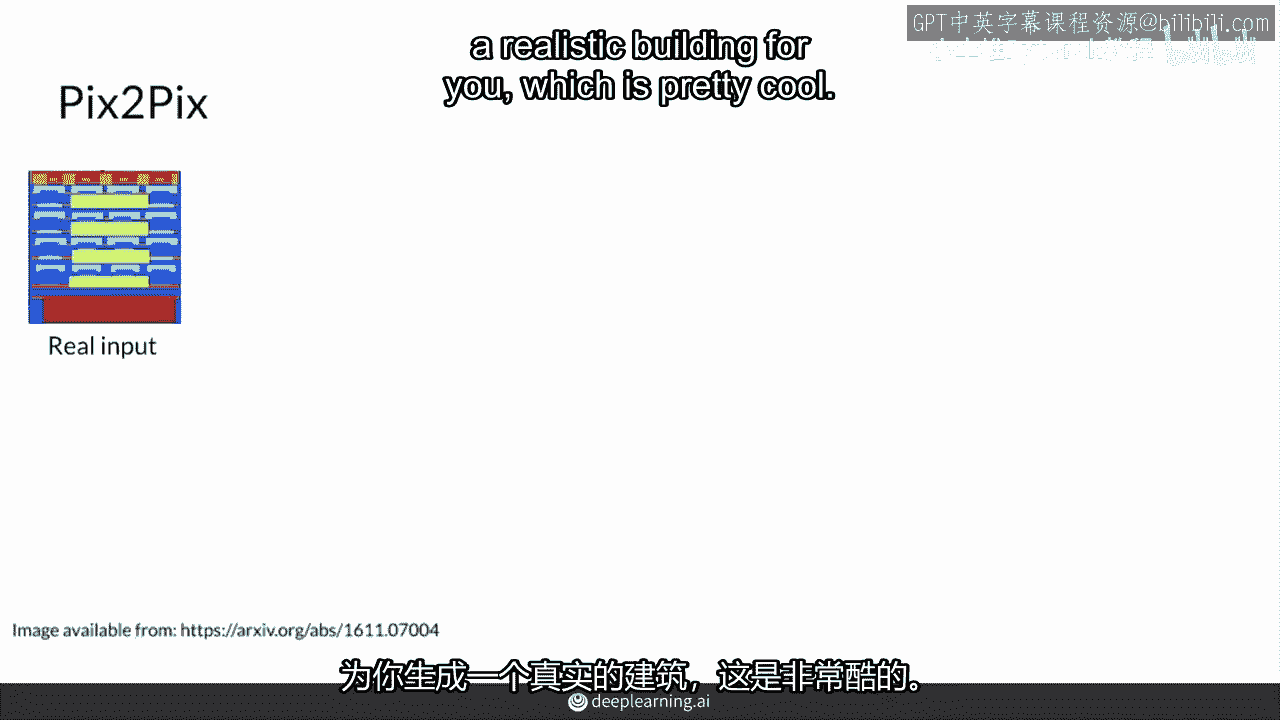 GPT中英字幕课程资源@bilibili.com
a realistic building for
you, which is pretty cool.
Pix2Pix
Real input
Image available from: https://arxiv.org/abs/1611.07004
为你生成一个真实的建筑，这是非常酷的。
deeplearning.ai